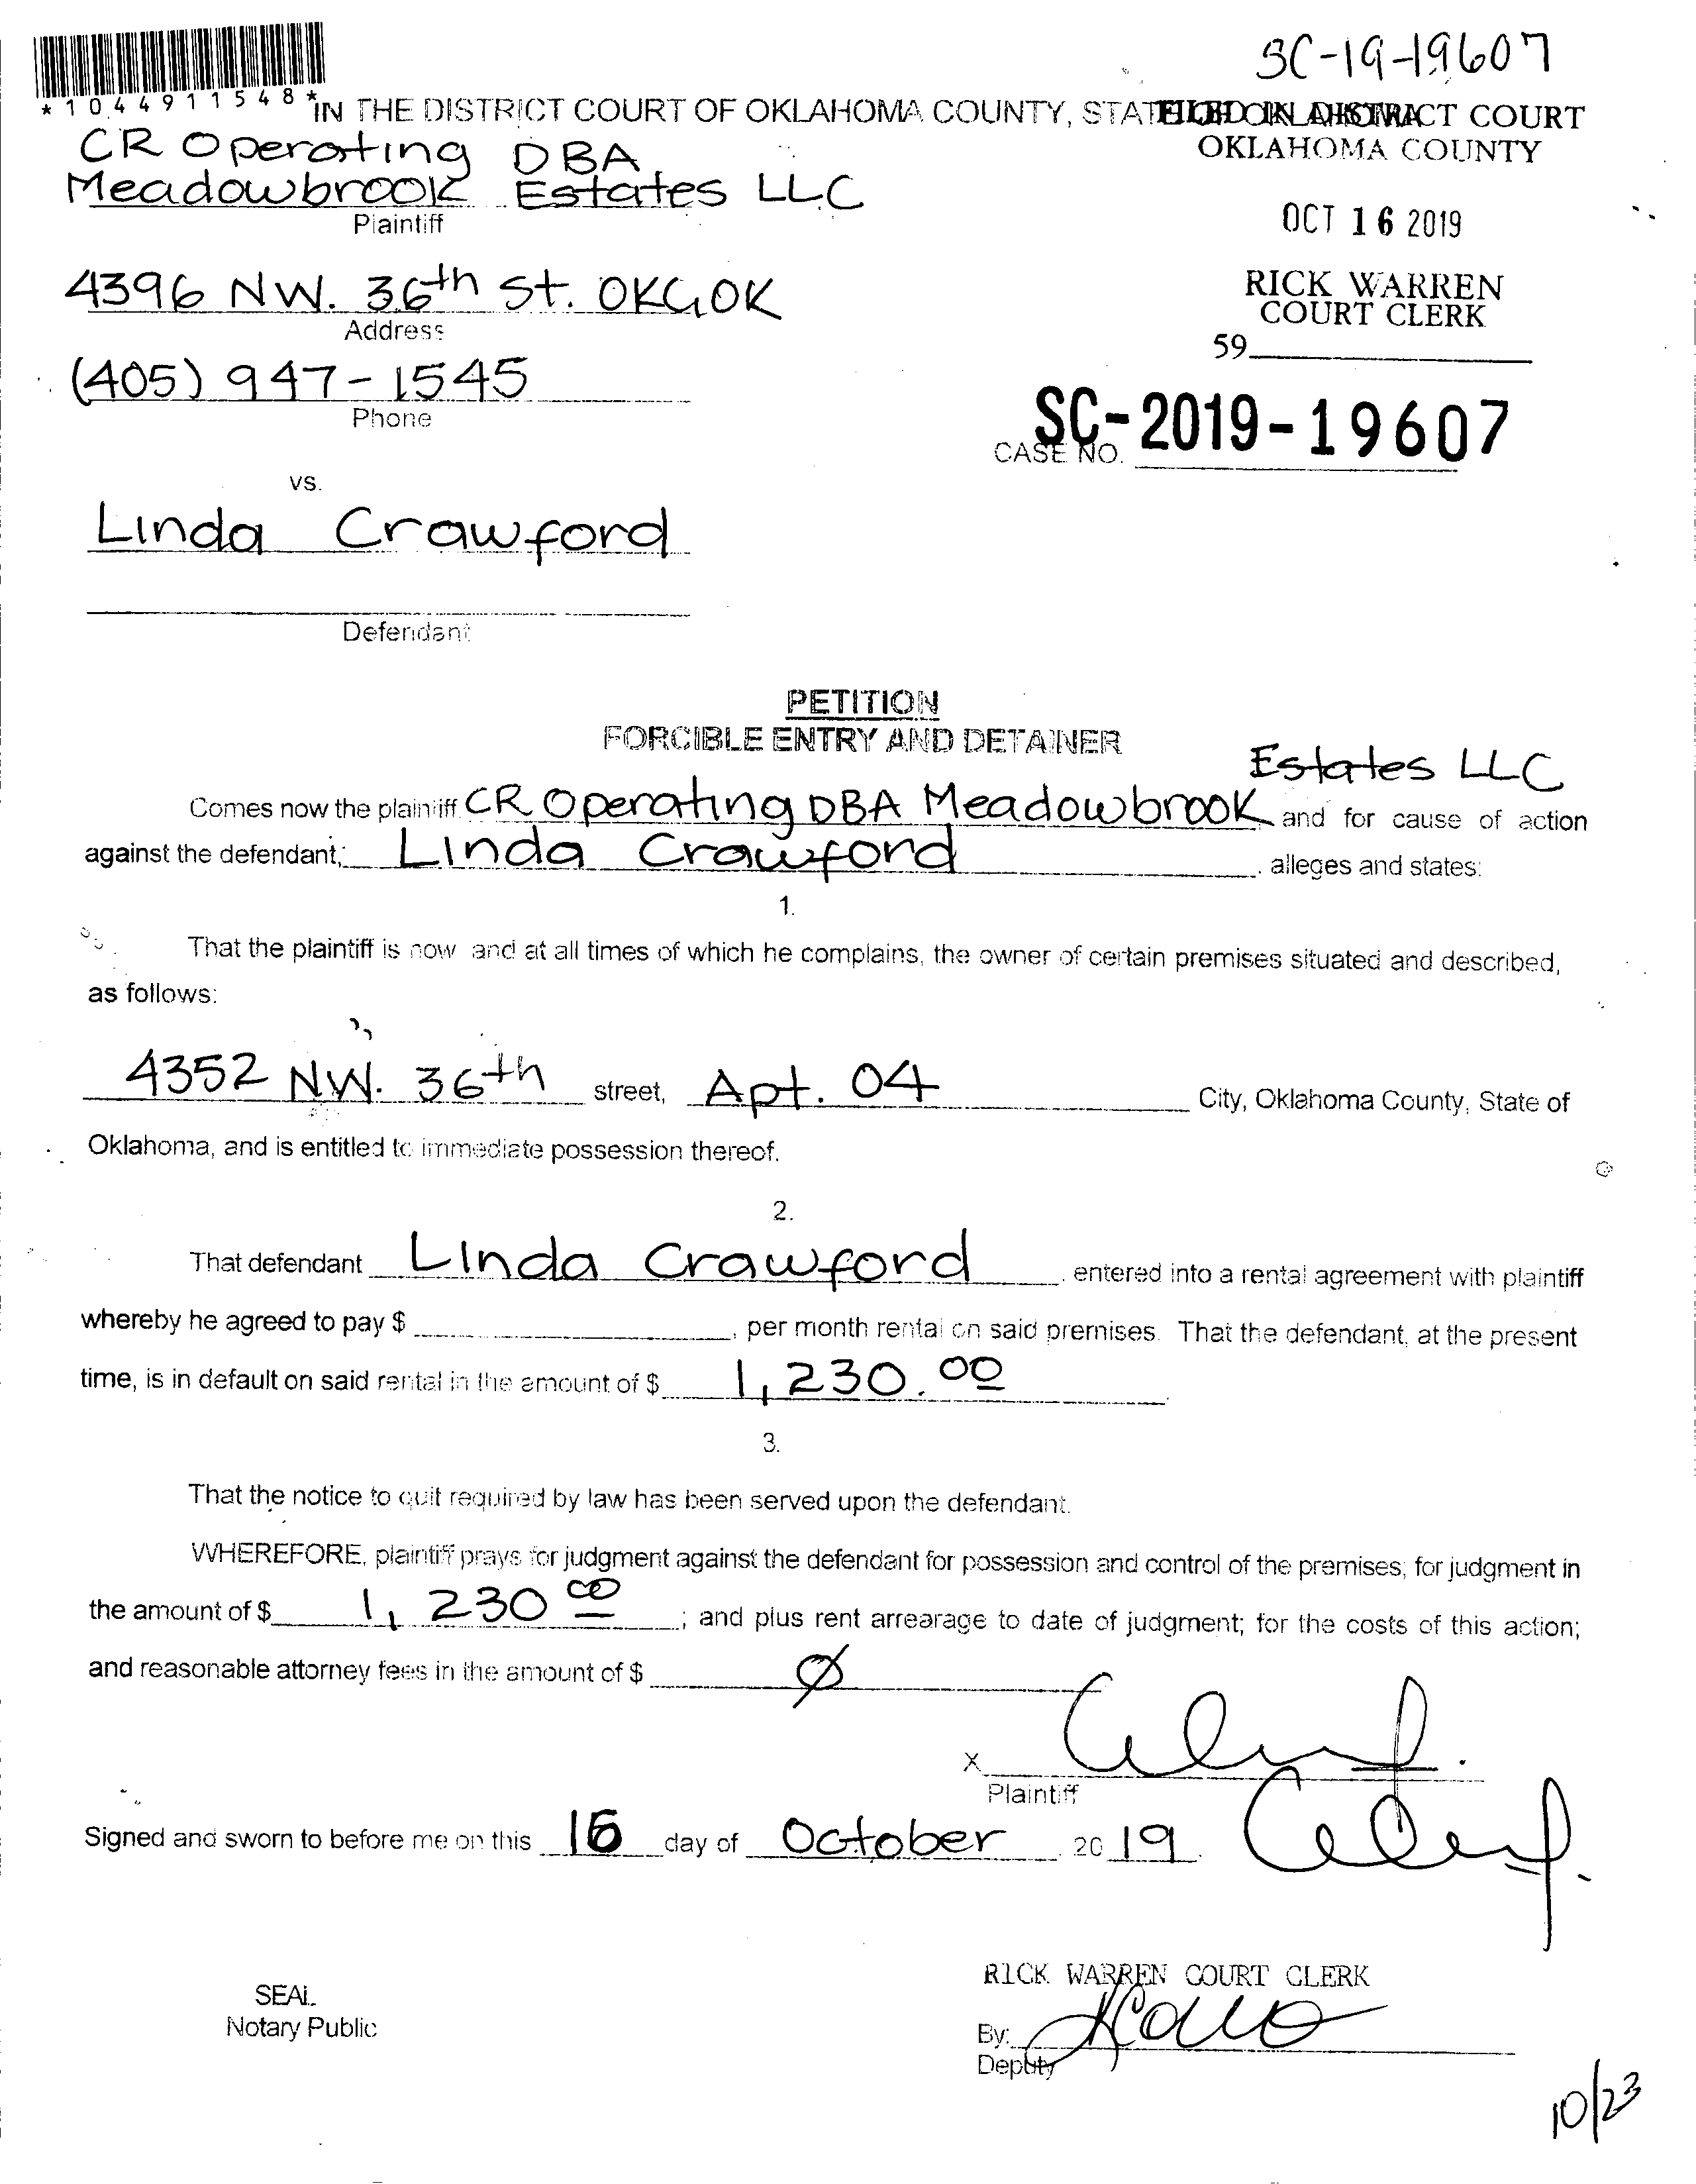 SC-19-19607
*1044911548*
IN THE DISTRICT COURT OF OKLAHOMA COUNTY, STATE OF OKLAHOMA
FILED IN DISTRICT COURT
OKLAHOMA COUNTY
OCT 16 2019
RICK WARREN
COURT CLERK
59
CR Operating DBA
Meadowbrook Estates LLC
Plaintiff
4396 NW. 36th St. OKC, OK
Address
(405) 947-1545
Phone
SC-2019-19607
CASE NO.
vs.
Linda Crawford
Defendant
PETITION
FORCIBLE ENTRY AND DETAINER
Estates LLC
Comes now the plaintiff CR Operating DBA Meadowbrook and for cause of action
against the defendant, Linda Crawford, alleges and states:
1.
That the plaintiff is now and at all times of which he complains, the owner of certain premises situated and described,
as follows:
4352 NW. 36th street, Apt. 04 City, Oklahoma County, State of
Oklahoma, and is entitled to immediate possession thereof.
2.
That defendant Linda Crawford, entered into a rental agreement with plaintiff
whereby he agreed to pay $ , per month rental on said premises. That the defendant, at the present
time, is in default on said rental in the amount of $ 1,230.00
3.
That the notice to quit required by law has been served upon the defendant.
WHEREFORE, plaintiff prays for judgment against the defendant for possession and control of the premises; for judgment in
the amount of $ 1,230 00; and plus rent arrearage to date of judgment; for the costs of this action;
and reasonable attorney fees in the amount of $ Ø
X
Plaintiff
Signed and sworn to before me on this 16 day of October 2019.
RICK WARREN COURT CLERK
SEAL
Notary Public
By:
Deputy
10/23